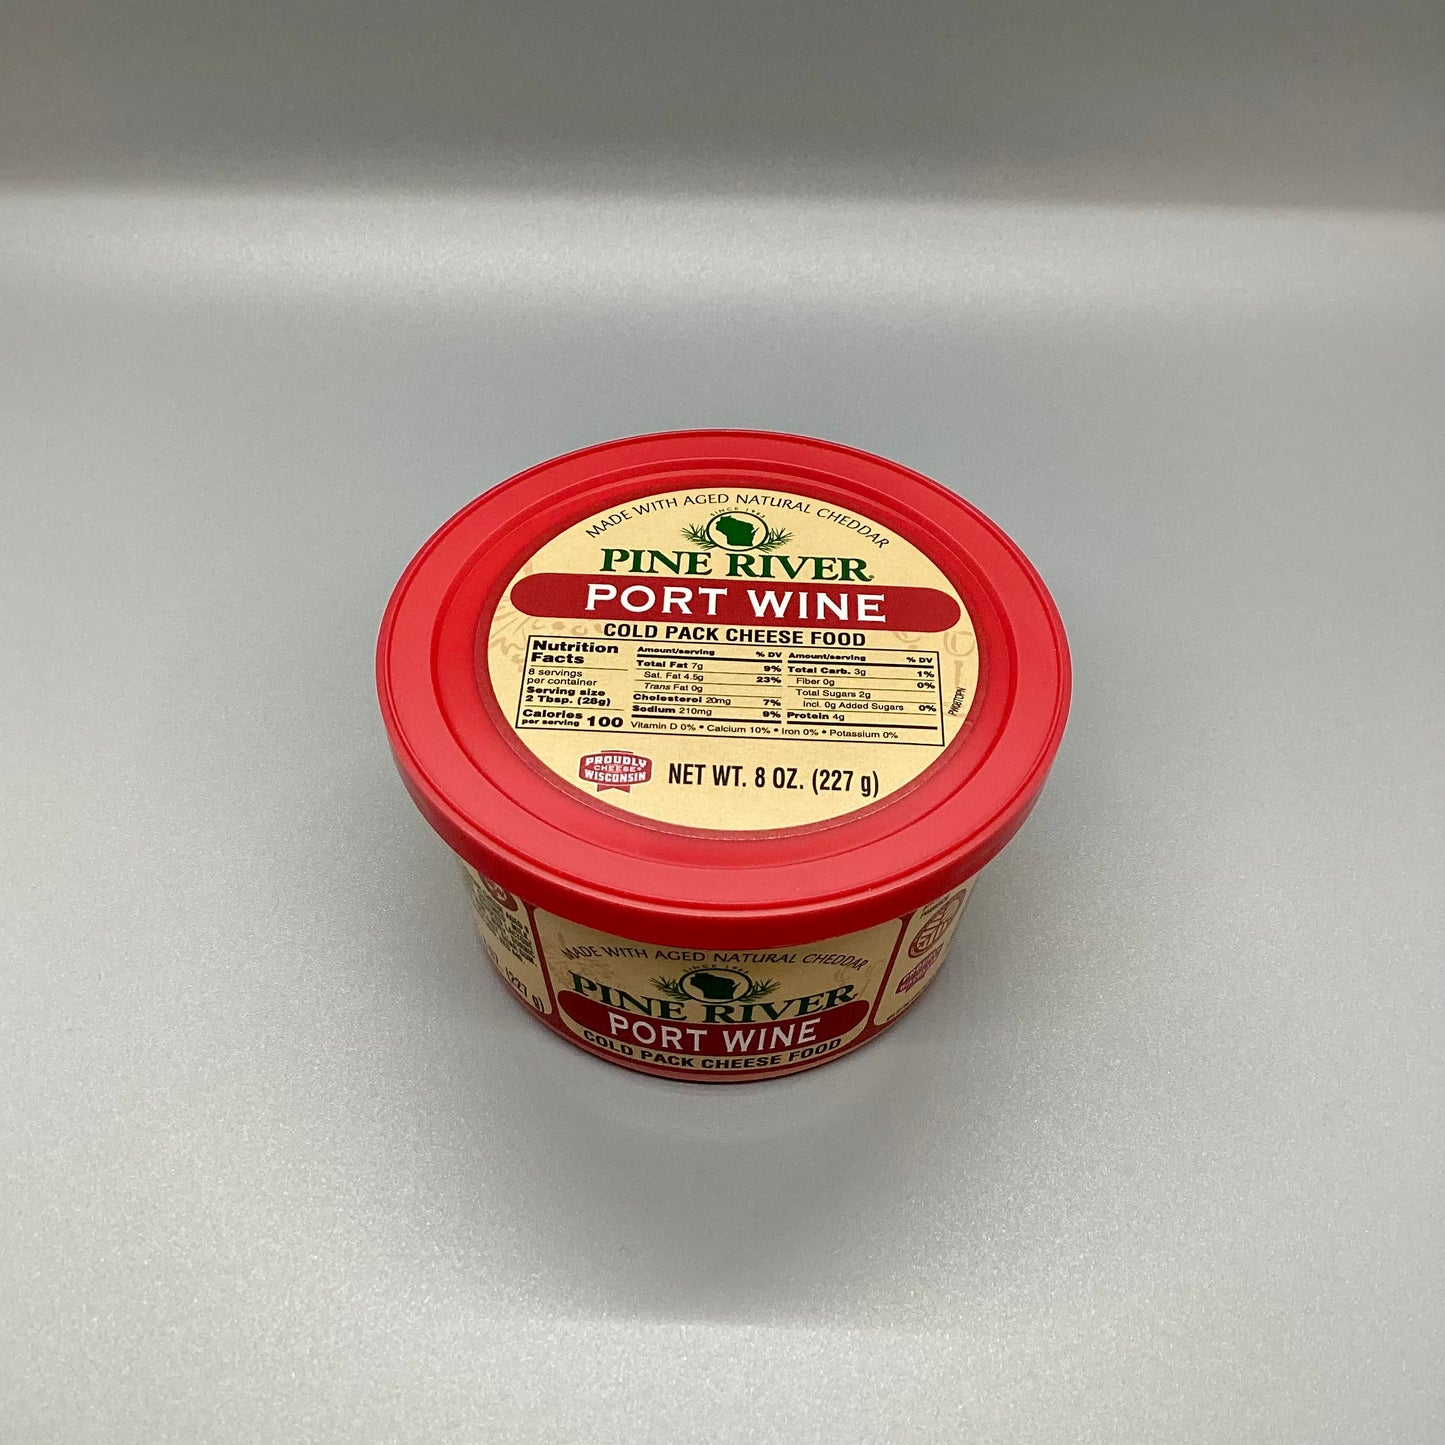 MADE WITH AGED NATURAL CHEDDAR
SINCE 1963
PINE RIVER
PORT WINE
COLD PACK CHEESE FOOD
Nutrition
Facts
8 servings
per container
Serving size
2 Tbsp. (28g)
Calories
per serving 100
Amount/serving % DV
Total Fat 7g 9%
Sat. Fat 4.5g 23%
Trans Fat 0g
Cholesterol 20mg 7%
Sodium 210mg 9%
Amount/serving % DV
Total Carb. 3g 1%
Fiber 0g 0%
Total Sugars 2g
Incl. 0g Added Sugars 0%
Protein 4g
Vitamin D 0% • Calcium 10% • Iron 0% • Potassium 0%
PROUDLY
WISCONSIN
CHEESE
NET WT. 8 OZ. (227 g)
MADE WITH AGED NATURAL CHEDDAR
PINE RIVER
PORT WINE
COLD PACK CHEESE FOOD
(227 g)